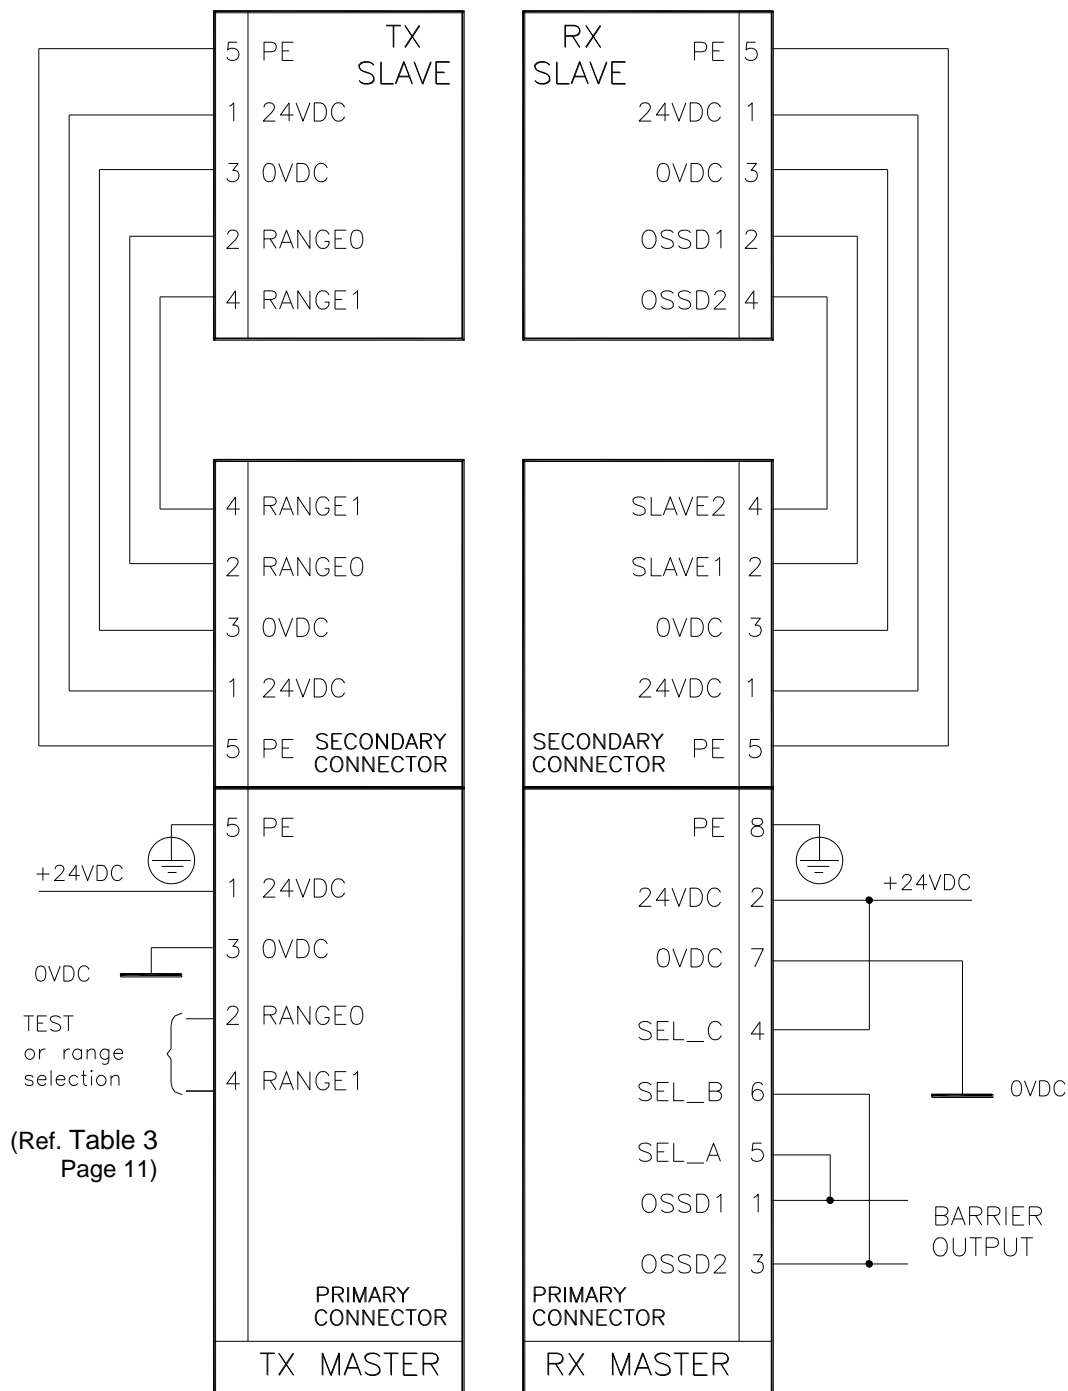 TX
SLAVE
5 PE
1 24VDC
3 0VDC
2 RANGE0
4 RANGE1
RX
SLAVE
PE 5
24VDC 1
0VDC 3
OSSD1 2
OSSD2 4
4 RANGE1
2 RANGE0
3 0VDC
1 24VDC
5 PE
SECONDARY
CONNECTOR
SLAVE2 4
SLAVE1 2
0VDC 3
24VDC 1
PE 5
SECONDARY
CONNECTOR
5 PE
+24VDC
1 24VDC
3 0VDC
0VDC
2 RANGE0
TEST
or range
selection
4 RANGE1
(Ref. Table 3
Page 11)
PRIMARY
CONNECTOR
TX MASTER
PE 8
+24VDC
24VDC 2
0VDC 7
SEL_C 4
SEL_B 6
0VDC
SEL_A 5
OSSD1 1
BARRIER
OUTPUT
OSSD2 3
PRIMARY
CONNECTOR
RX MASTER